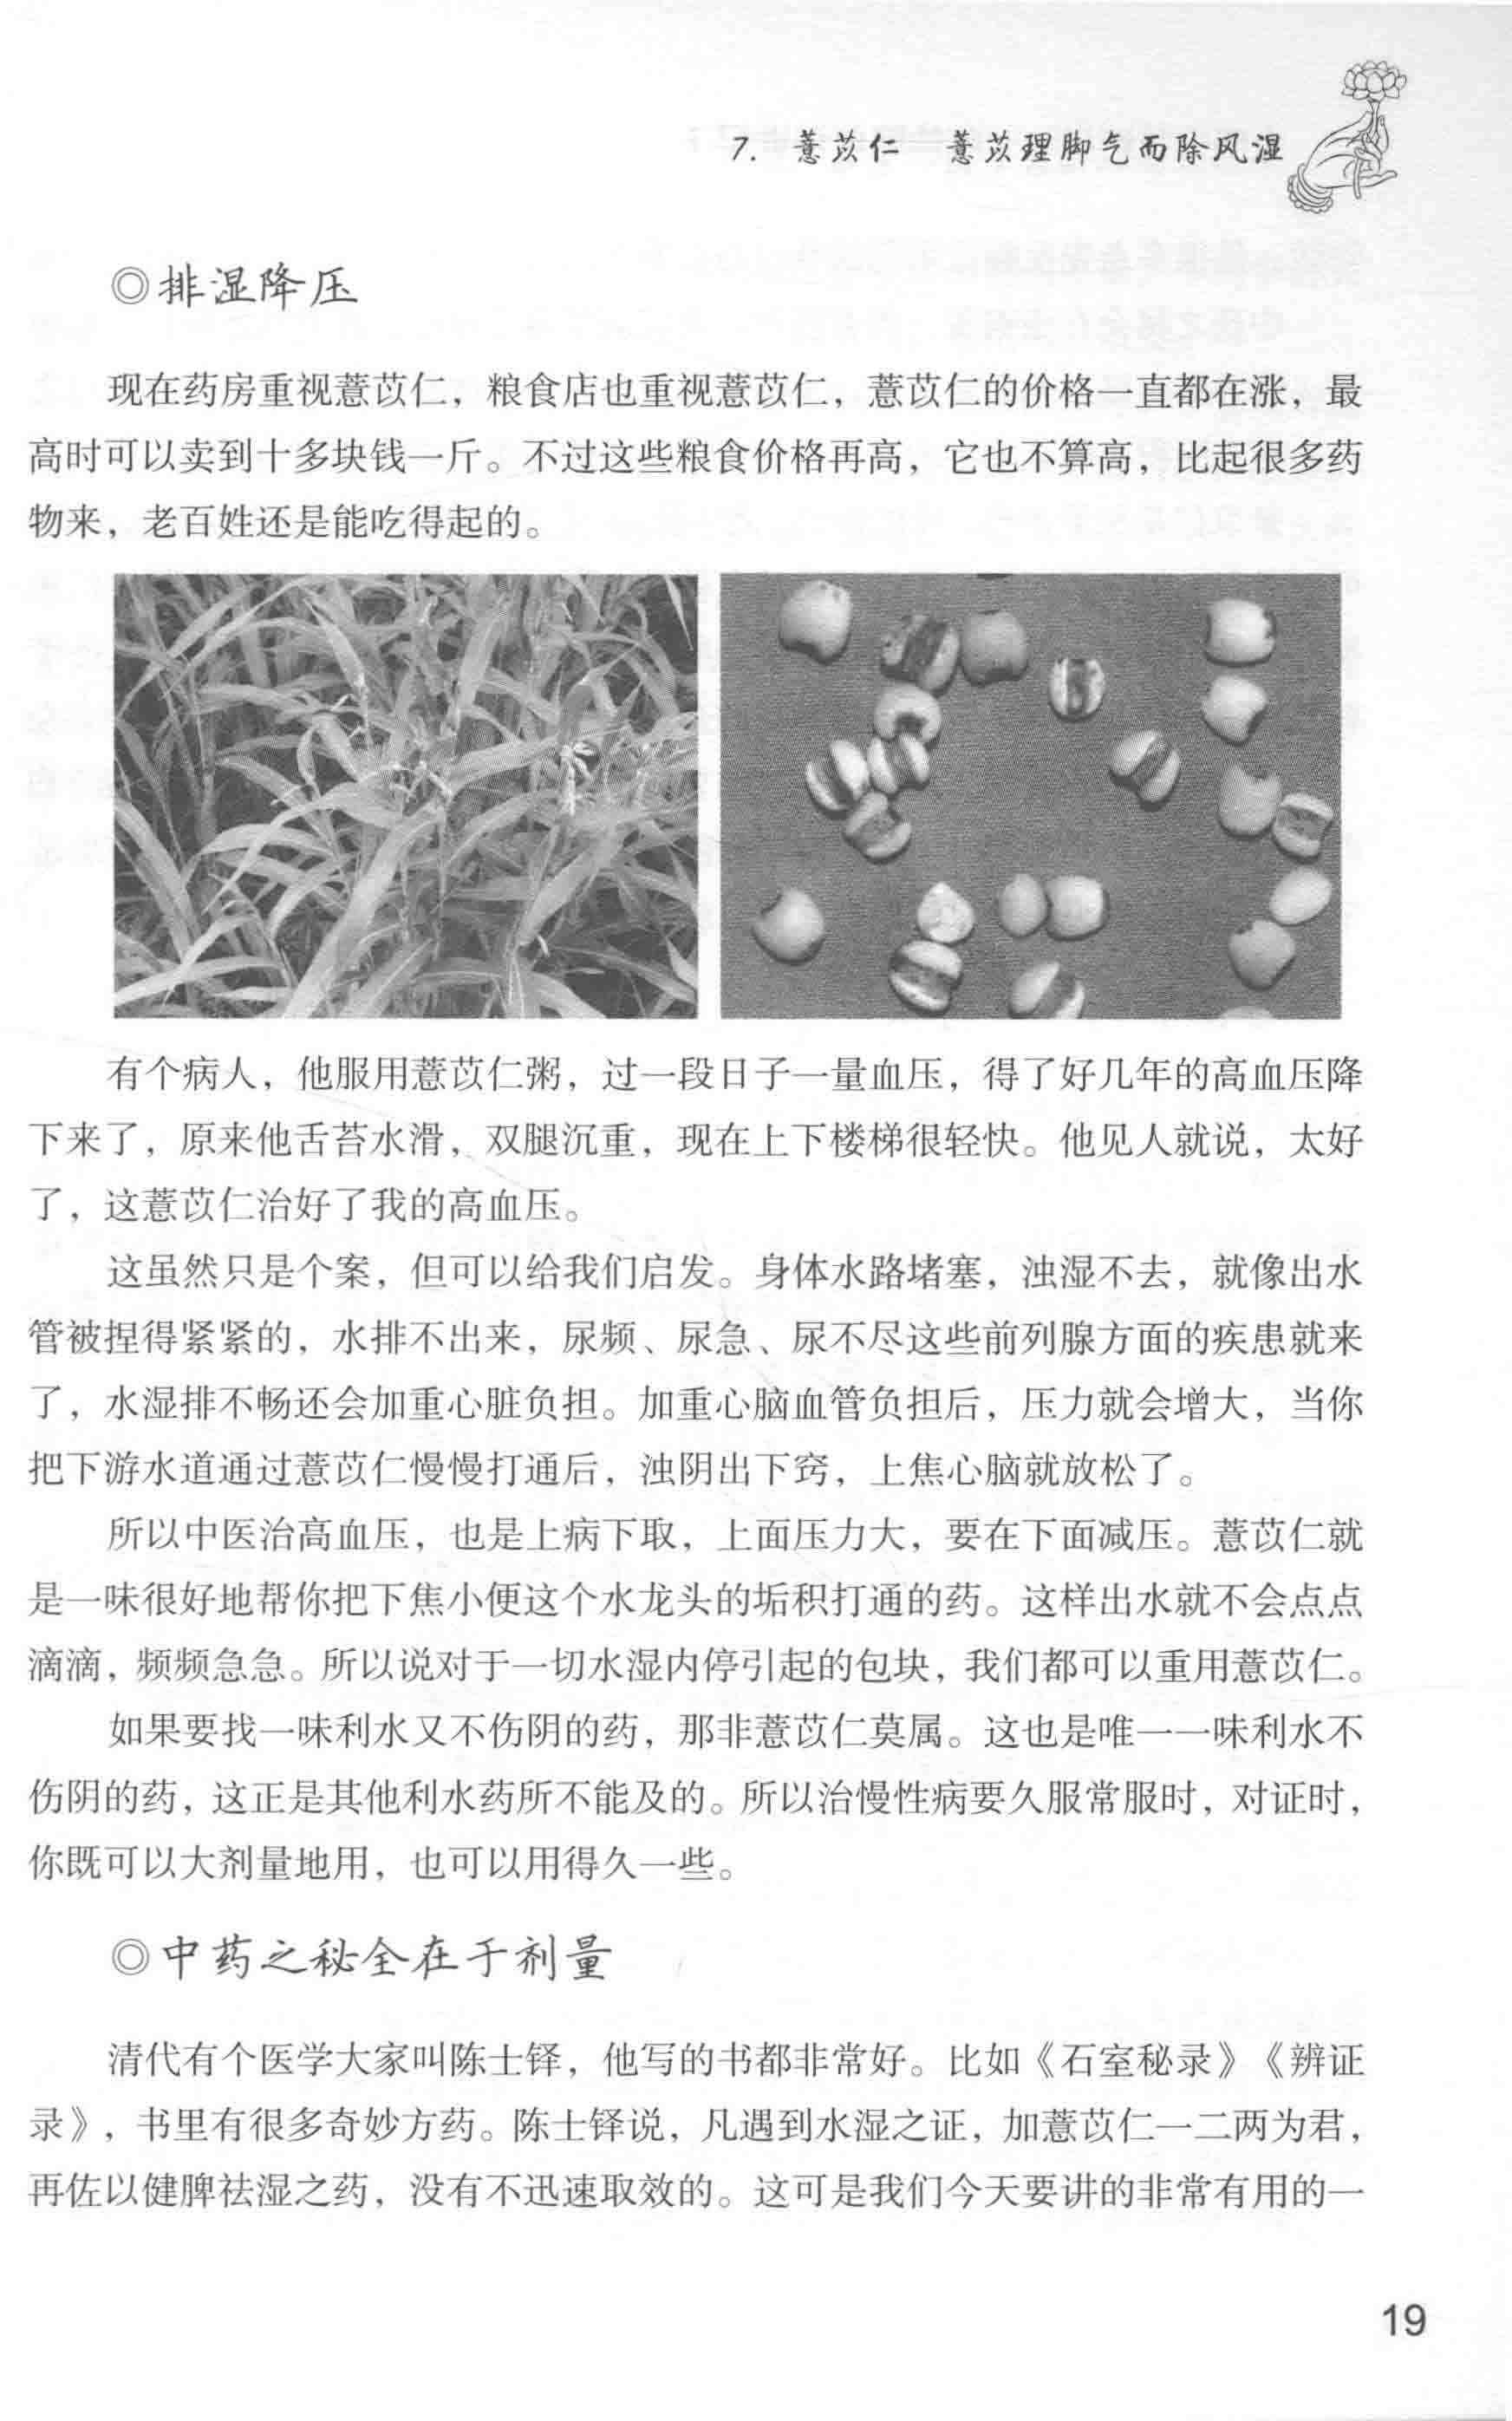 7. 薏苡仁 薏苡理脚气而除风湿
◎排湿降压
现在药房重视薏苡仁，粮食店也重视薏苡仁，薏苡仁的价格一直都在涨，最
高时可以卖到十多块钱一斤。不过这些粮食价格再高，它也不算高，比起很多药
物来，老百姓还是能吃得起的。
有个病人，他服用薏苡仁粥，过一段日子一量血压，得了好几年的高血压降
下来了，原来他舌苔水滑，双腿沉重，现在上下楼梯很轻快。他见人就说，太好
了，这薏苡仁治好了我的高血压。
这虽然只是个案，但可以给我们启发。身体水路堵塞，浊湿不去，就像出水
管被捏得紧紧的，水排不出来，尿频、尿急、尿不尽这些前列腺方面的疾患就来
了，水湿排不畅还会加重心脏负担。加重心脑血管负担后，压力就会增大，当你
把下游水道通过薏苡仁慢慢打通后，浊阴出下窍，上焦心脑就放松了。
所以中医治高血压，也是上病下取，上面压力大，要在下面减压。薏苡仁就
是一味很好地帮你把下焦小便这个水龙头的垢积打通的药。这样出水就不会点点
滴滴，频频急急。所以说对于一切水湿内停引起的包块，我们都可以重用薏苡仁。
如果要找一味利水又不伤阴的药，那非薏苡仁莫属。这也是唯一一味利水不
伤阴的药，这正是其他利水药所不能及的。所以治慢性病要久服常服时，对证时，
你既可以大剂量地用，也可以用得久一些。
◎中药之秘全在于剂量
清代有个医学大家叫陈士铎，他写的书都非常好。比如《石室秘录》《辨证
录》，书里有很多奇妙方药。陈士铎说，凡遇到水湿之证，加薏苡仁一二两为君，
再佐以健脾祛湿之药，没有不迅速取效的。这可是我们今天要讲的非常有用的一
19